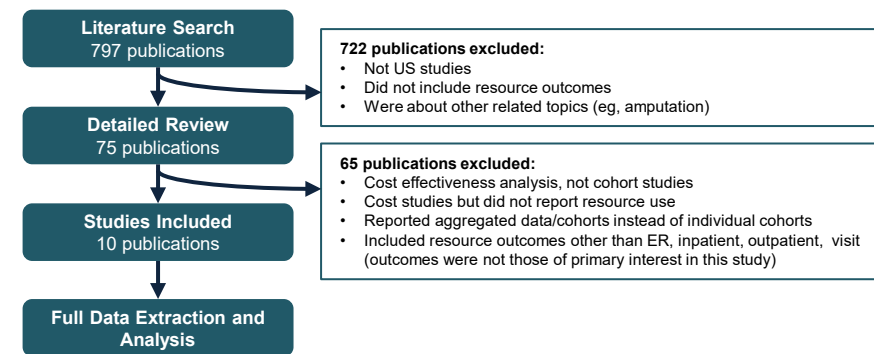 Literature Search
797 publications
722 publications excluded:
• Not US studies
• Did not include resource outcomes
• Were about other related topics (eg, amputation)
Detailed Review
75 publications
65 publications excluded:
• Cost effectiveness analysis, not cohort studies
• Cost studies but did not report resource use
• Reported aggregated data/cohorts instead of individual cohorts
• Included resource outcomes other than ER, inpatient, outpatient, visit
(outcomes were not those of primary interest in this study)
Studies Included
10 publications
Full Data Extraction and
Analysis